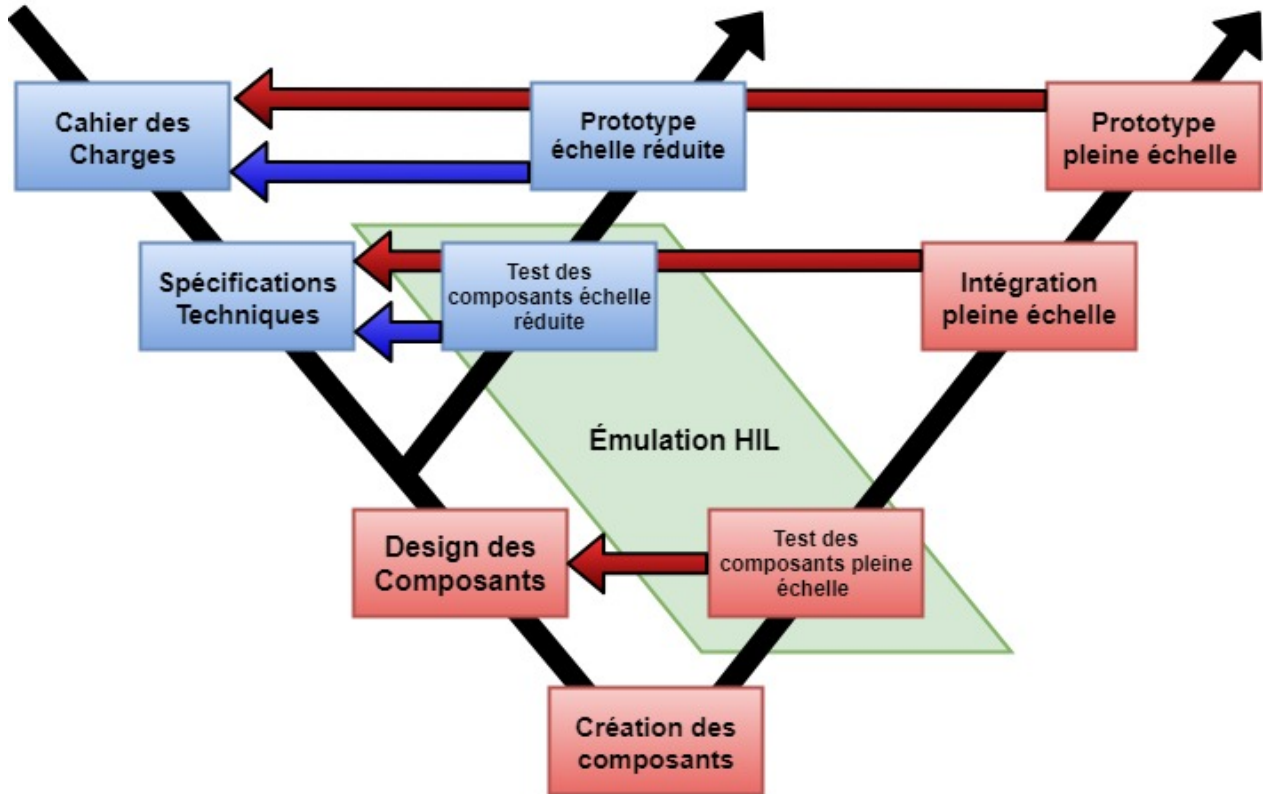 Cahier des
Charges
Prototype
échelle réduite
Prototype
pleine échelle
Spécifications
Techniques
Test des
composants échelle
réduite
Intégration
pleine échelle
Émulation HIL
Design des
Composants
Test des
composants pleine
échelle
Création des
composants